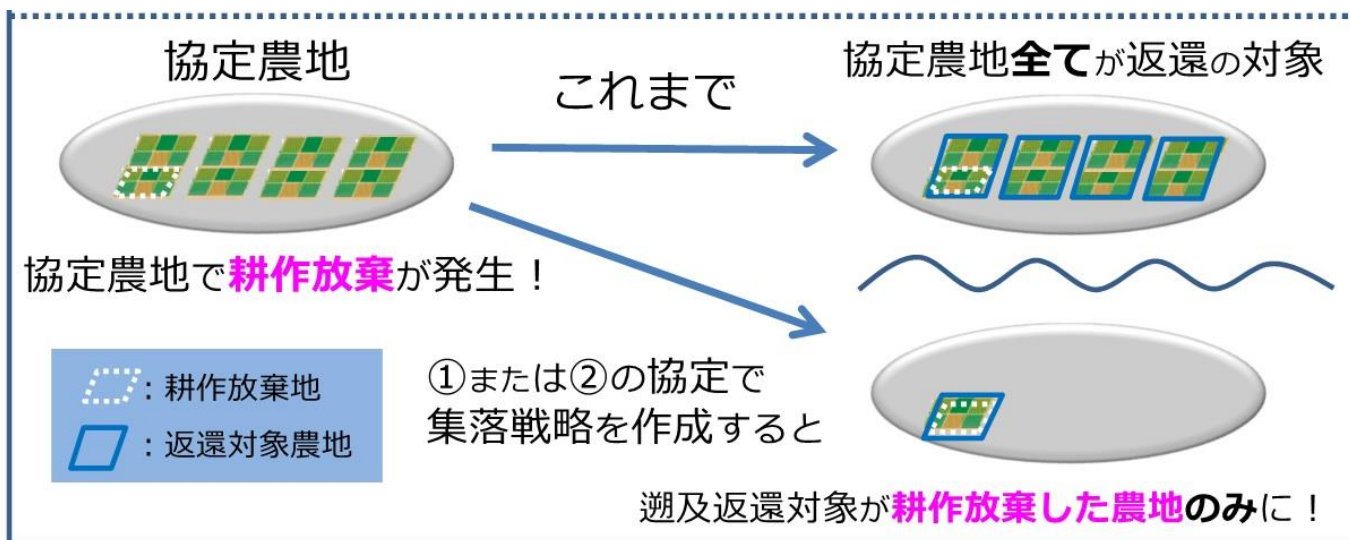 協定農地
これまで
協定農地全てが返還の対象
協定農地で耕作放棄が発生！
：耕作放棄地
：返還対象農地
①または②の協定で
集落戦略を作成すると
遡及返還対象が耕作放棄した農地のみに！